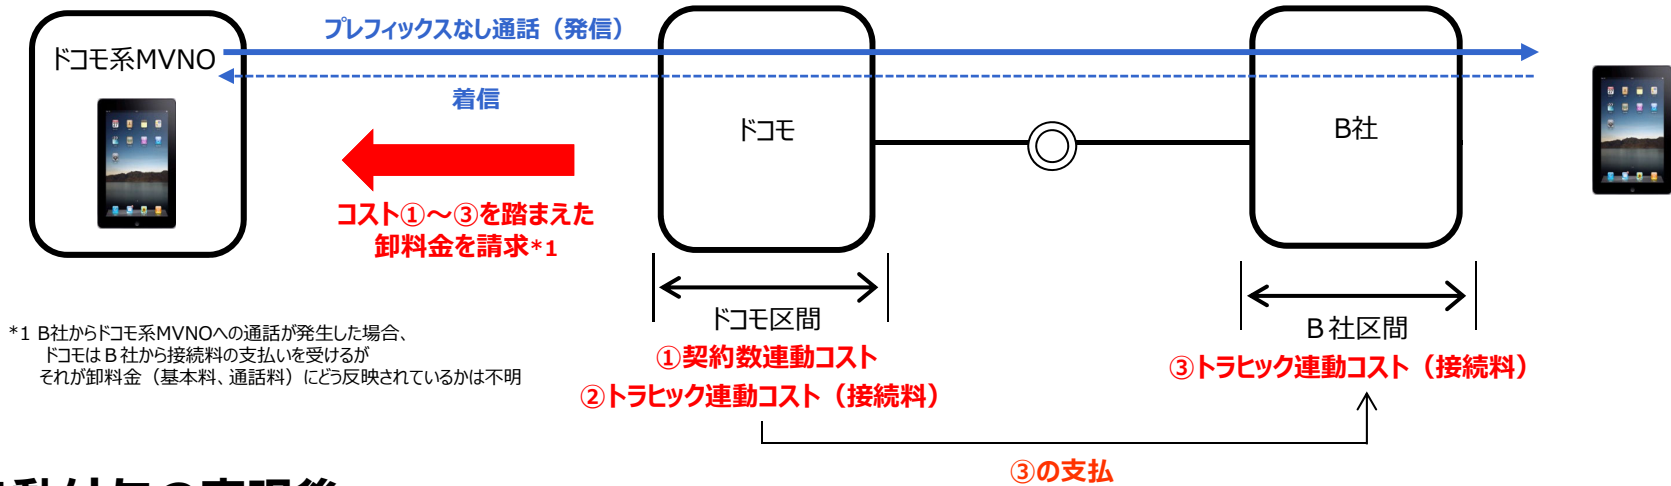 プレフィックスなし通話（発信）
ドコモ系MVNO
着信
ドコモ
B社
コスト①～③を踏まえた
卸料金を請求*1
ドコモ区間
①契約数連動コスト
②トラヒック連動コスト（接続料）
Ｂ社区間
③トラヒック連動コスト（接続料）
*1 B社からドコモ系MVNOへの通話が発生した場合、
ドコモはＢ社から接続料の支払いを受けるが
それが卸料金（基本料、通話料）にどう反映されているかは不明
③の支払